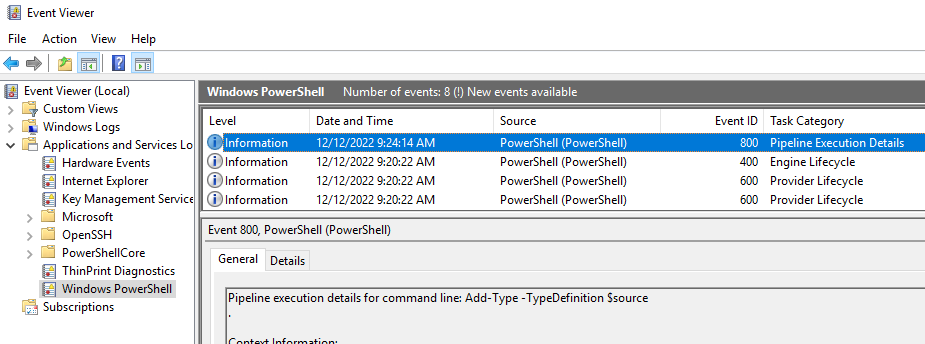 Event Viewer
File Action View Help
Event Viewer (Local)
Custom Views
Windows Logs
Applications and Services Lo
Hardware Events
Internet Explorer
Key Management Service
Microsoft
OpenSSH
PowerShellCore
ThinPrint Diagnostics
Windows PowerShell
Subscriptions
Windows PowerShell Number of events: 8 (!) New events available
Level Date and Time Source Event ID Task Category
Information 12/12/2022 9:24:14 AM PowerShell (PowerShell) 800 Pipeline Execution Details
Information 12/12/2022 9:20:22 AM PowerShell (PowerShell) 400 Engine Lifecycle
Information 12/12/2022 9:20:22 AM PowerShell (PowerShell) 600 Provider Lifecycle
Information 12/12/2022 9:20:22 AM PowerShell (PowerShell) 600 Provider Lifecycle
Event 800, PowerShell (PowerShell)
General Details
Pipeline execution details for command line: Add-Type -TypeDefinition $source
.
Context Information: